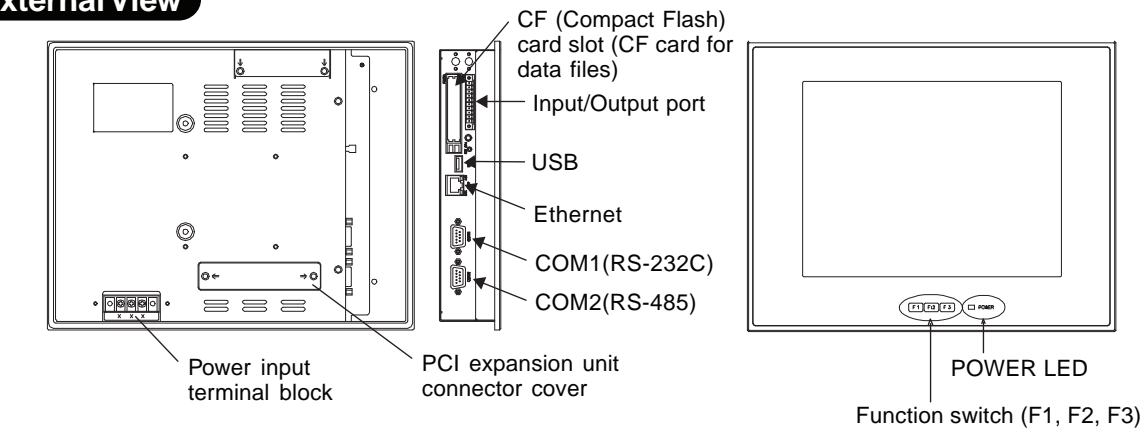 External View
CF (Compact Flash)
card slot (CF card for
data files)
Input/Output port
USB
Ethernet
COM1(RS-232C)
COM2(RS-485)
Power input
terminal block
PCI expansion unit
connector cover
X X X
F1 F2 F3
POWER
POWER LED
Function switch (F1, F2, F3)